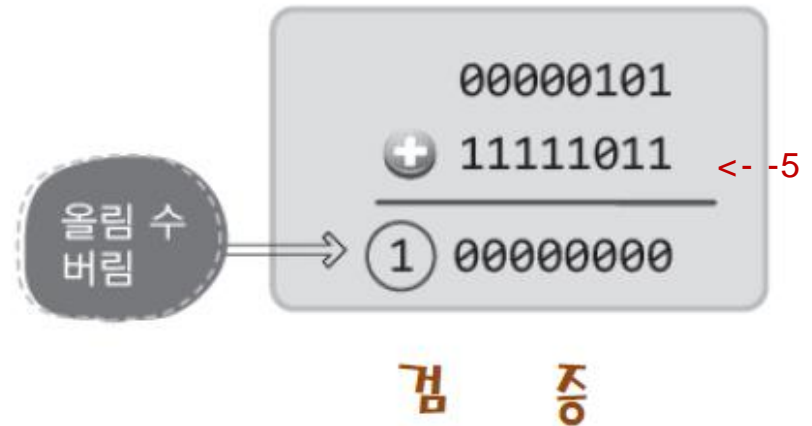 00000101
+ 11111011 <- -5
올림 수
버림
1 00000000
검 증